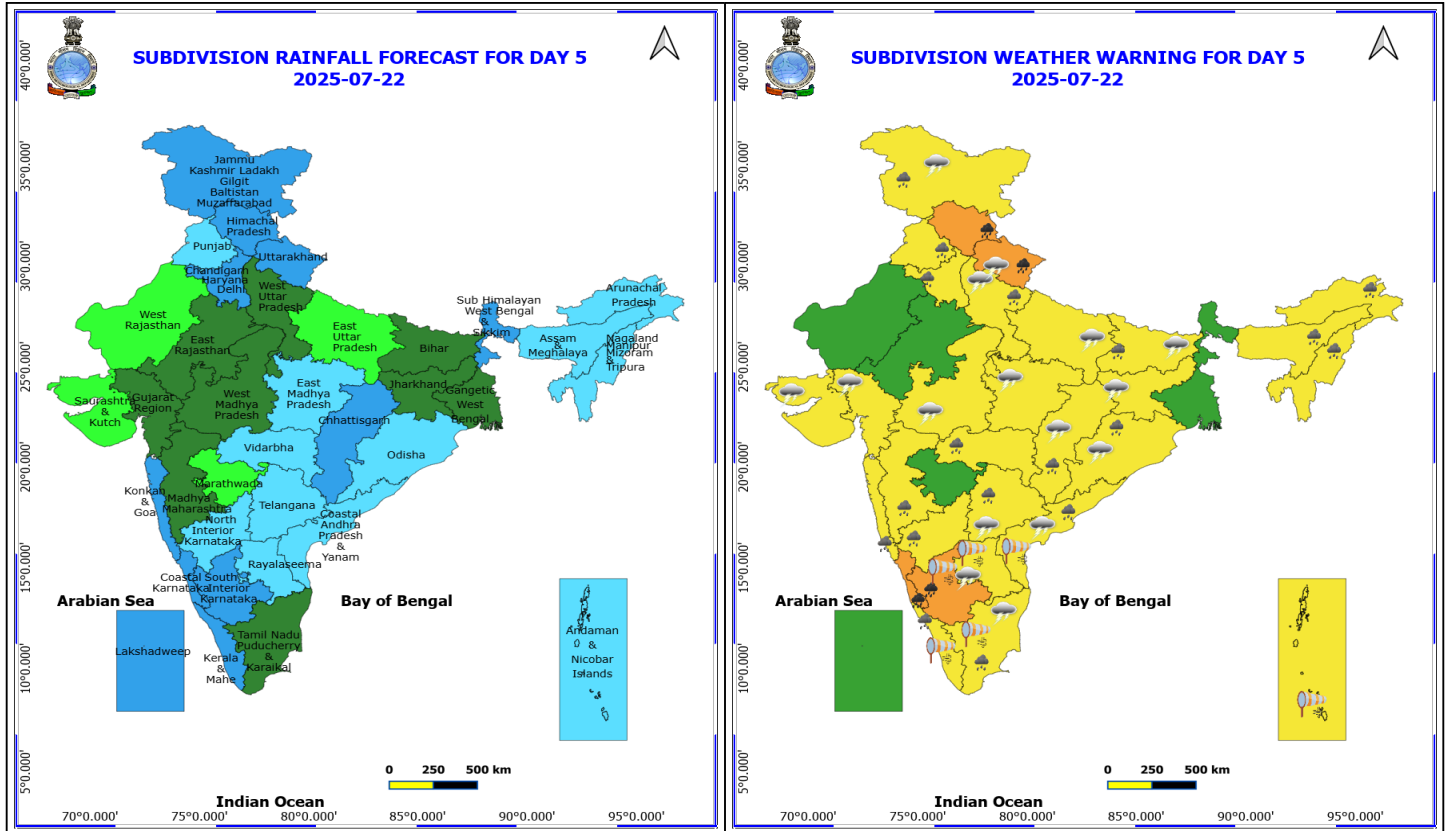 SUBDIVISION RAINFALL FORECAST FOR DAY 5
2025-07-22
40°0.000'
35°0.000'
30°0.000'
25°0.000'
20°0.000'
15°0.000'
10°0.000'
5°0.000'
Jammu
Kashmir Ladakh
Gilgit
Baltistan
Muzaffarabad
Himachal
Pradesh
Punjab
Uttarakhand
Chandigarh
Haryana
Delhi
West
Uttar
Pradesh
West
Rajasthan
East
Rajasthan
East
Uttar
Pradesh
Sub Himalayan
West Bengal
&
Sikkim
Arunachal
Pradesh
Assam
&
Meghalaya
Nagaland
Manipur
Mizoram
&
Tripura
Bihar
Jharkhand
Gangetic
West
Bengal
Saurashtra
&
Kutch
Gujarat
Region
West
Madhya
Pradesh
East
Madhya
Pradesh
Chhattisgarh
Odisha
Vidarbha
Marathwada
Konkan
&
Goa
Madhya
Maharashtra
North
Interior
Karnataka
Telangana
Coastal
Andhra
Pradesh
&
Yanam
Rayalaseema
Coastal
Karnataka
South
Interior
Karnataka
Tamil Nadu
Puducherry
&
Karaikal
Kerala
&
Mahe
Arabian Sea
Lakshadweep
Bay of Bengal
Andaman
&
Nicobar
Islands
0 250 500 km
Indian Ocean
70°0.000' 75°0.000' 80°0.000' 85°0.000' 90°0.000' 95°0.000'
SUBDIVISION WEATHER WARNING FOR DAY 5
2025-07-22
40°0.000'
35°0.000'
30°0.000'
25°0.000'
20°0.000'
15°0.000'
10°0.000'
5°0.000'
Arabian Sea
Bay of Bengal
0 250 500 km
Indian Ocean
70°0.000' 75°0.000' 80°0.000' 85°0.000' 90°0.000' 95°0.000'